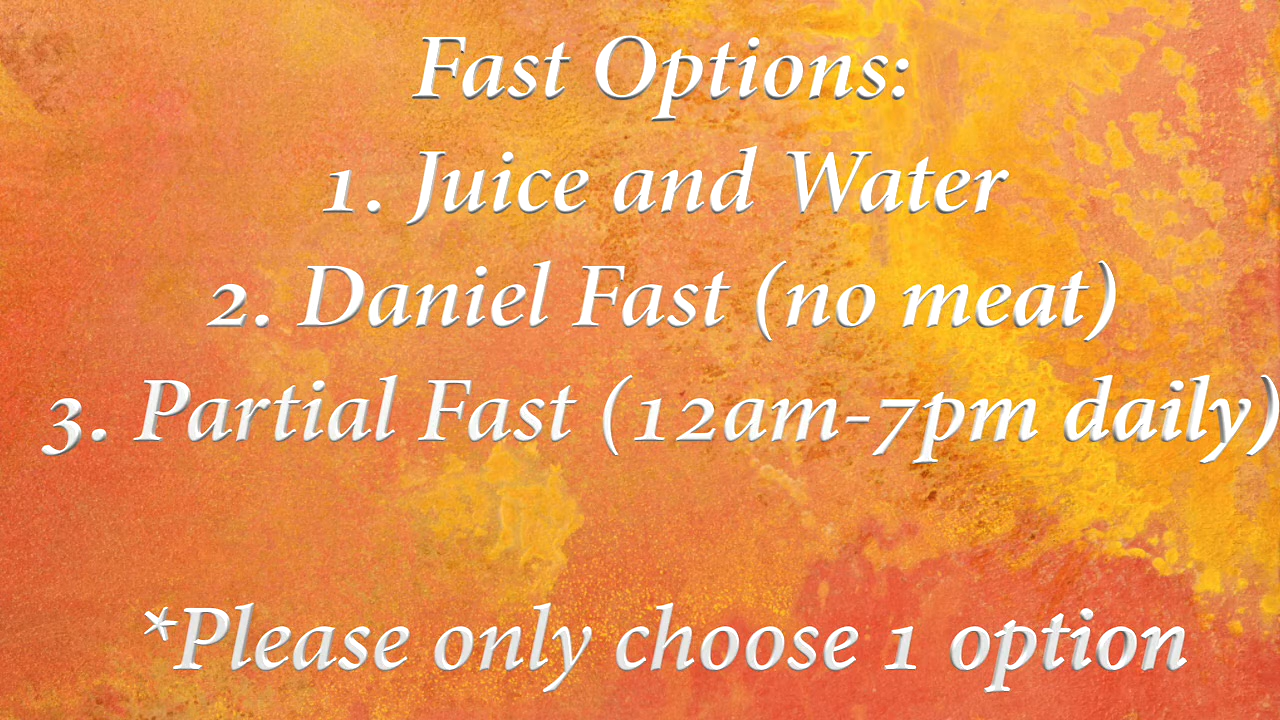 Fast Options:
1. Juice and Water
2. Daniel Fast (no meat)
3. Partial Fast (12am-7pm daily)
*Please only choose 1 option